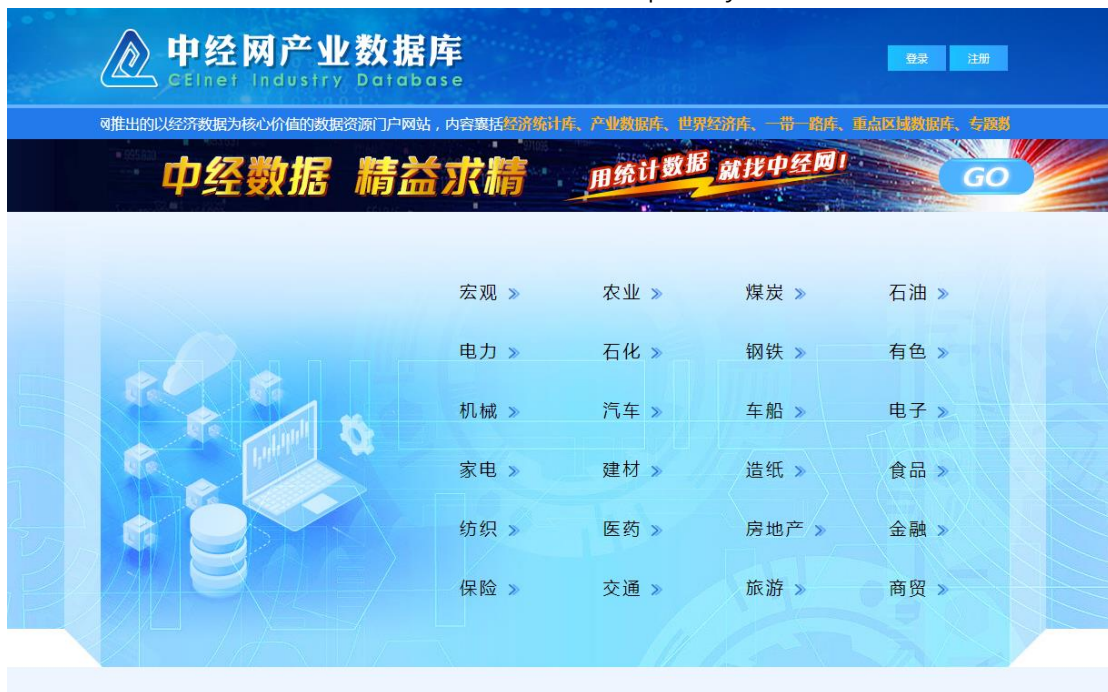 中经网产业数据库
CEInet Industry Database
登录 注册
网推出的以经济数据为核心价值的数据资源门户网站，内容囊括经济统计库、产业数据库、世界经济库、一带一路库、重点区域数据库、专题数
中经数据 精益求精 用统计数据 就找中经网! GO
宏观 » 农业 » 煤炭 » 石油 »
电力 » 石化 » 钢铁 » 有色 »
机械 » 汽车 » 车船 » 电子 »
家电 » 建材 » 造纸 » 食品 »
纺织 » 医药 » 房地产 » 金融 »
保险 » 交通 » 旅游 » 商贸 »